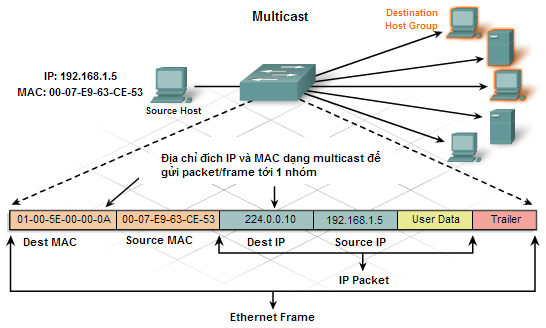 Multicast
Destination
Host Group
IP: 192.168.1.5
MAC: 00-07-E9-63-CE-53
Source Host
Địa chỉ đích IP và MAC dạng multicast để
gửi packet/frame tới 1 nhóm
01-00-5E-00-00-0A 00-07-E9-63-CE-53 224.0.0.10 192.168.1.5 User Data Trailer
Dest MAC Source MAC Dest IP Source IP
IP Packet
Ethernet Frame